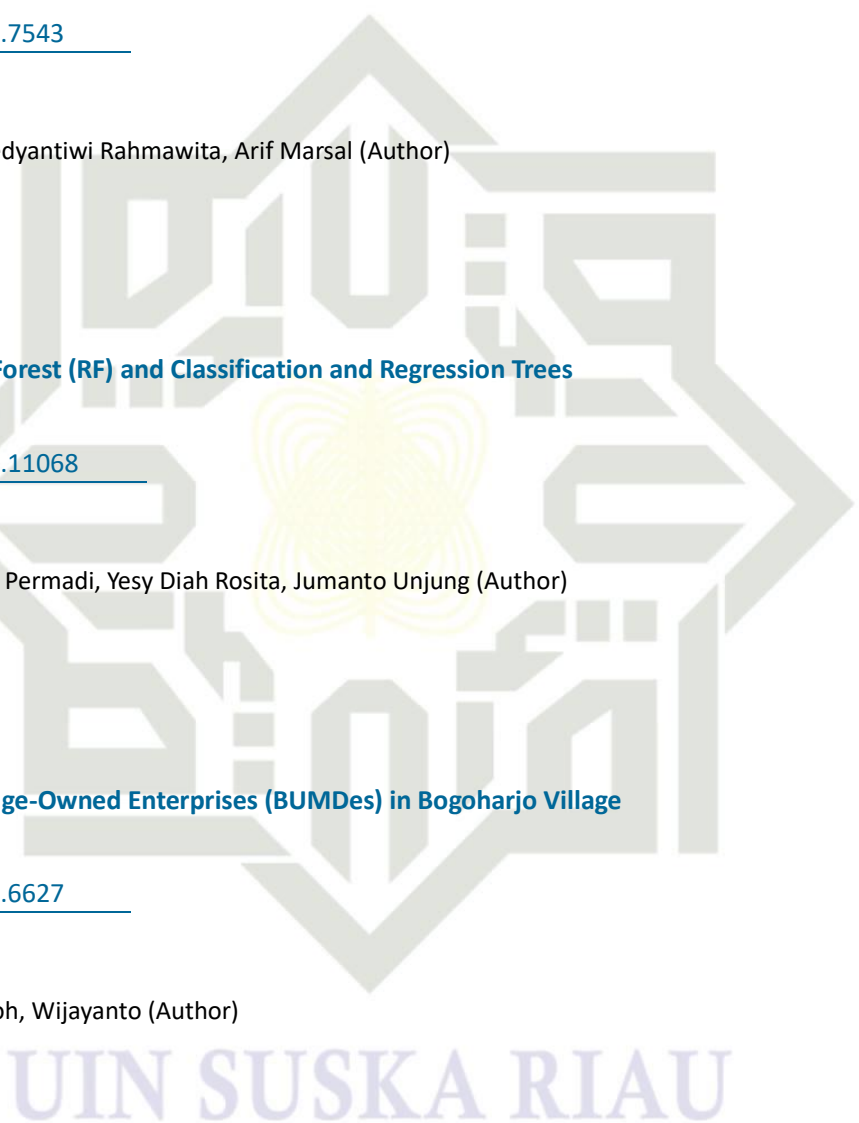 .7543
dyantiwi Rahmawita, Arif Marsal (Author)
Forest (RF) and Classification and Regression Trees
.11068
Permadi, Yesy Diah Rosita, Jumanto Unjung (Author)
ge-Owned Enterprises (BUMDes) in Bogoharjo Village
.6627
oh, Wijayanto (Author)
UIN SUSKA RIAU